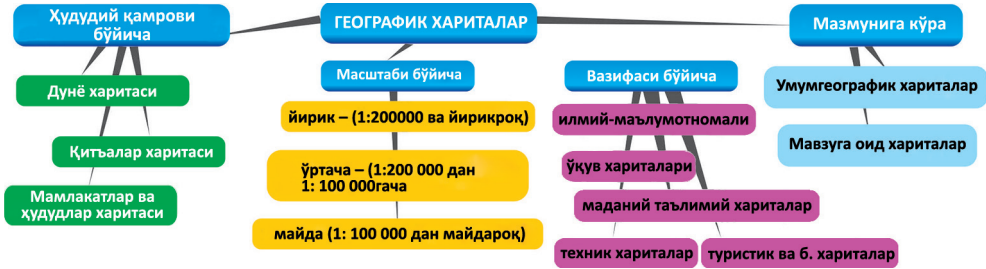 Ҳудудий қамрови
бўйича
ГЕОГРАФИК ХАРИТАЛАР
Мазмунига кўра
Дунё харитаси
Қитъалар харитаси
Мамлакатлар ва
ҳудудлар харитаси
Масштаби бўйича
йирик – (1:200000 ва йирикроқ)
ўртача – (1:200 000 дан
1: 100 000гача
майда (1: 100 000 дан майдароқ)
Вазифаси бўйича
илмий-маълумотномали
ўқув хариталари
маданий таълимий хариталар
техник хариталар
туристик ва б. хариталар
Умумгеографик хариталар
Мавзуга оид хариталар